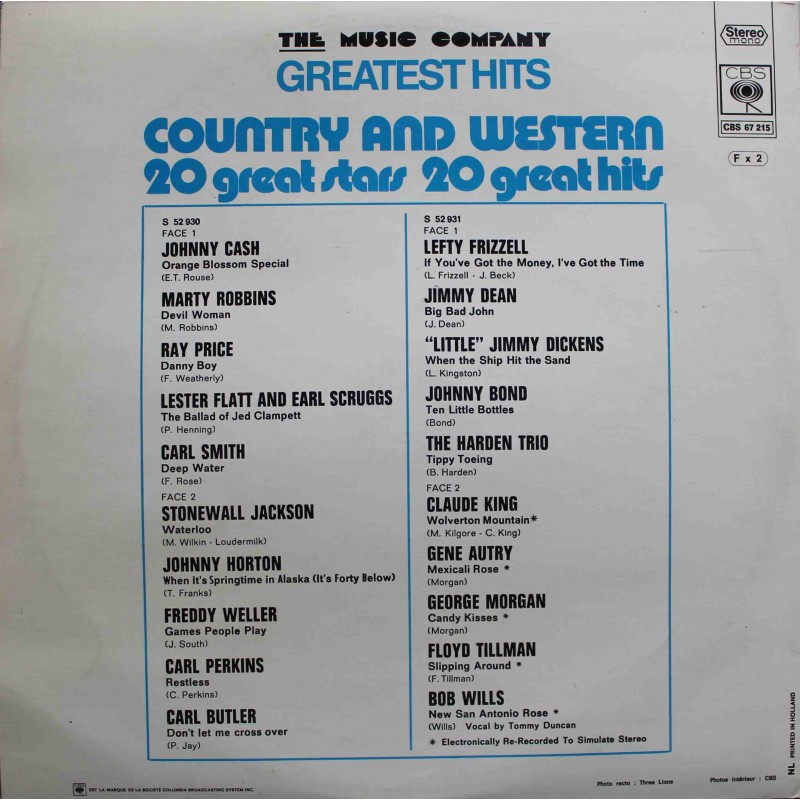 THE MUSIC COMPANY
GREATEST HITS
Stereo
mono
CBS
CBS 67 215
F x 2
COUNTRY AND WESTERN
20 great stars 20 great hits
S 52 930
FACE 1
JOHNNY CASH
Orange Blossom Special
(E.T. Rouse)
MARTY ROBBINS
Devil Woman
(M. Robbins)
RAY PRICE
Danny Boy
(F. Weatherly)
LESTER FLATT AND EARL SCRUGGS
The Ballad of Jed Clampett
(P. Henning)
CARL SMITH
Deep Water
(F. Rose)
FACE 2
STONEWALL JACKSON
Waterloo
(M. Wilkin - Loudermilk)
JOHNNY HORTON
When It's Springtime in Alaska (It's Forty Below)
(T. Franks)
FREDDY WELLER
Games People Play
(J. South)
CARL PERKINS
Restless
(C. Perkins)
CARL BUTLER
Don't let me cross over
(P. Jay)
S 52 931
FACE 1
LEFTY FRIZZELL
If You've Got the Money, I've Got the Time
(L. Frizzell - J. Beck)
JIMMY DEAN
Big Bad John
(J. Dean)
"LITTLE" JIMMY DICKENS
When the Ship Hit the Sand
(L. Kingston)
JOHNNY BOND
Ten Little Bottles
(Bond)
THE HARDEN TRIO
Tippy Toeing
(B. Harden)
FACE 2
CLAUDE KING
Wolverton Mountain*
(M. Kilgore - C. King)
GENE AUTRY
Mexicali Rose *
(Morgan)
GEORGE MORGAN
Candy Kisses *
(Morgan)
FLOYD TILLMAN
Slipping Around *
(F. Tillman)
BOB WILLS
New San Antonio Rose *
(Wills) Vocal by Tommy Duncan
* Electronically Re-Recorded To Simulate Stereo
NL PRINTED IN HOLLAND
EST LA MARQUE DE LA SOCIÉTÉ COLUMBIA BROADCASTING SYSTEM INC.
Photo recto : Three Lions
Photos intérieur : CBS